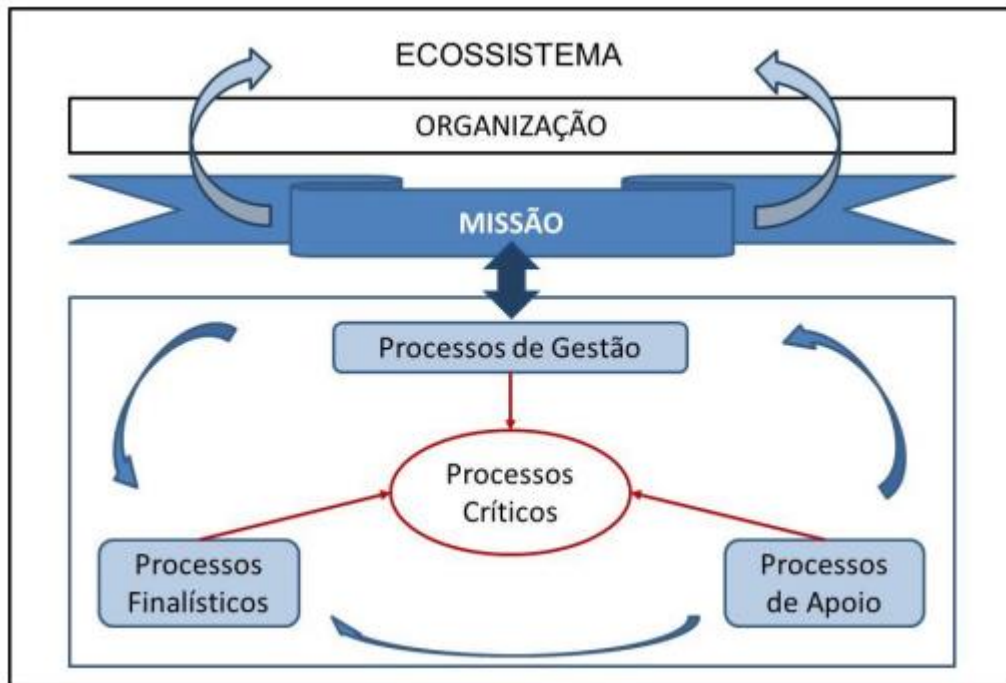 ECOSSISTEMA
ORGANIZAÇÃO
MISSÃO
Processos de Gestão
Processos
Críticos
Processos
Finalísticos
Processos
de Apoio